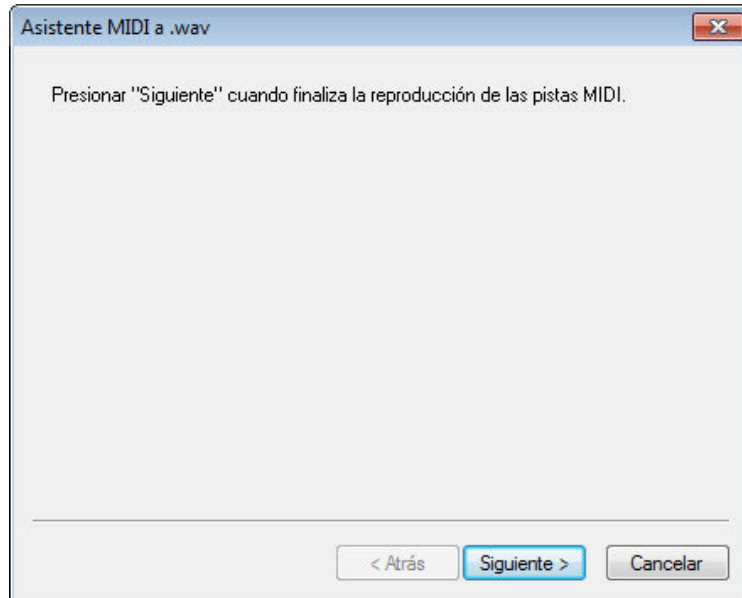 Asistente MIDI a .wav
Presionar "Siguiente" cuando finaliza la reproducción de las pistas MIDI.
< Atrás
Siguiente >
Cancelar